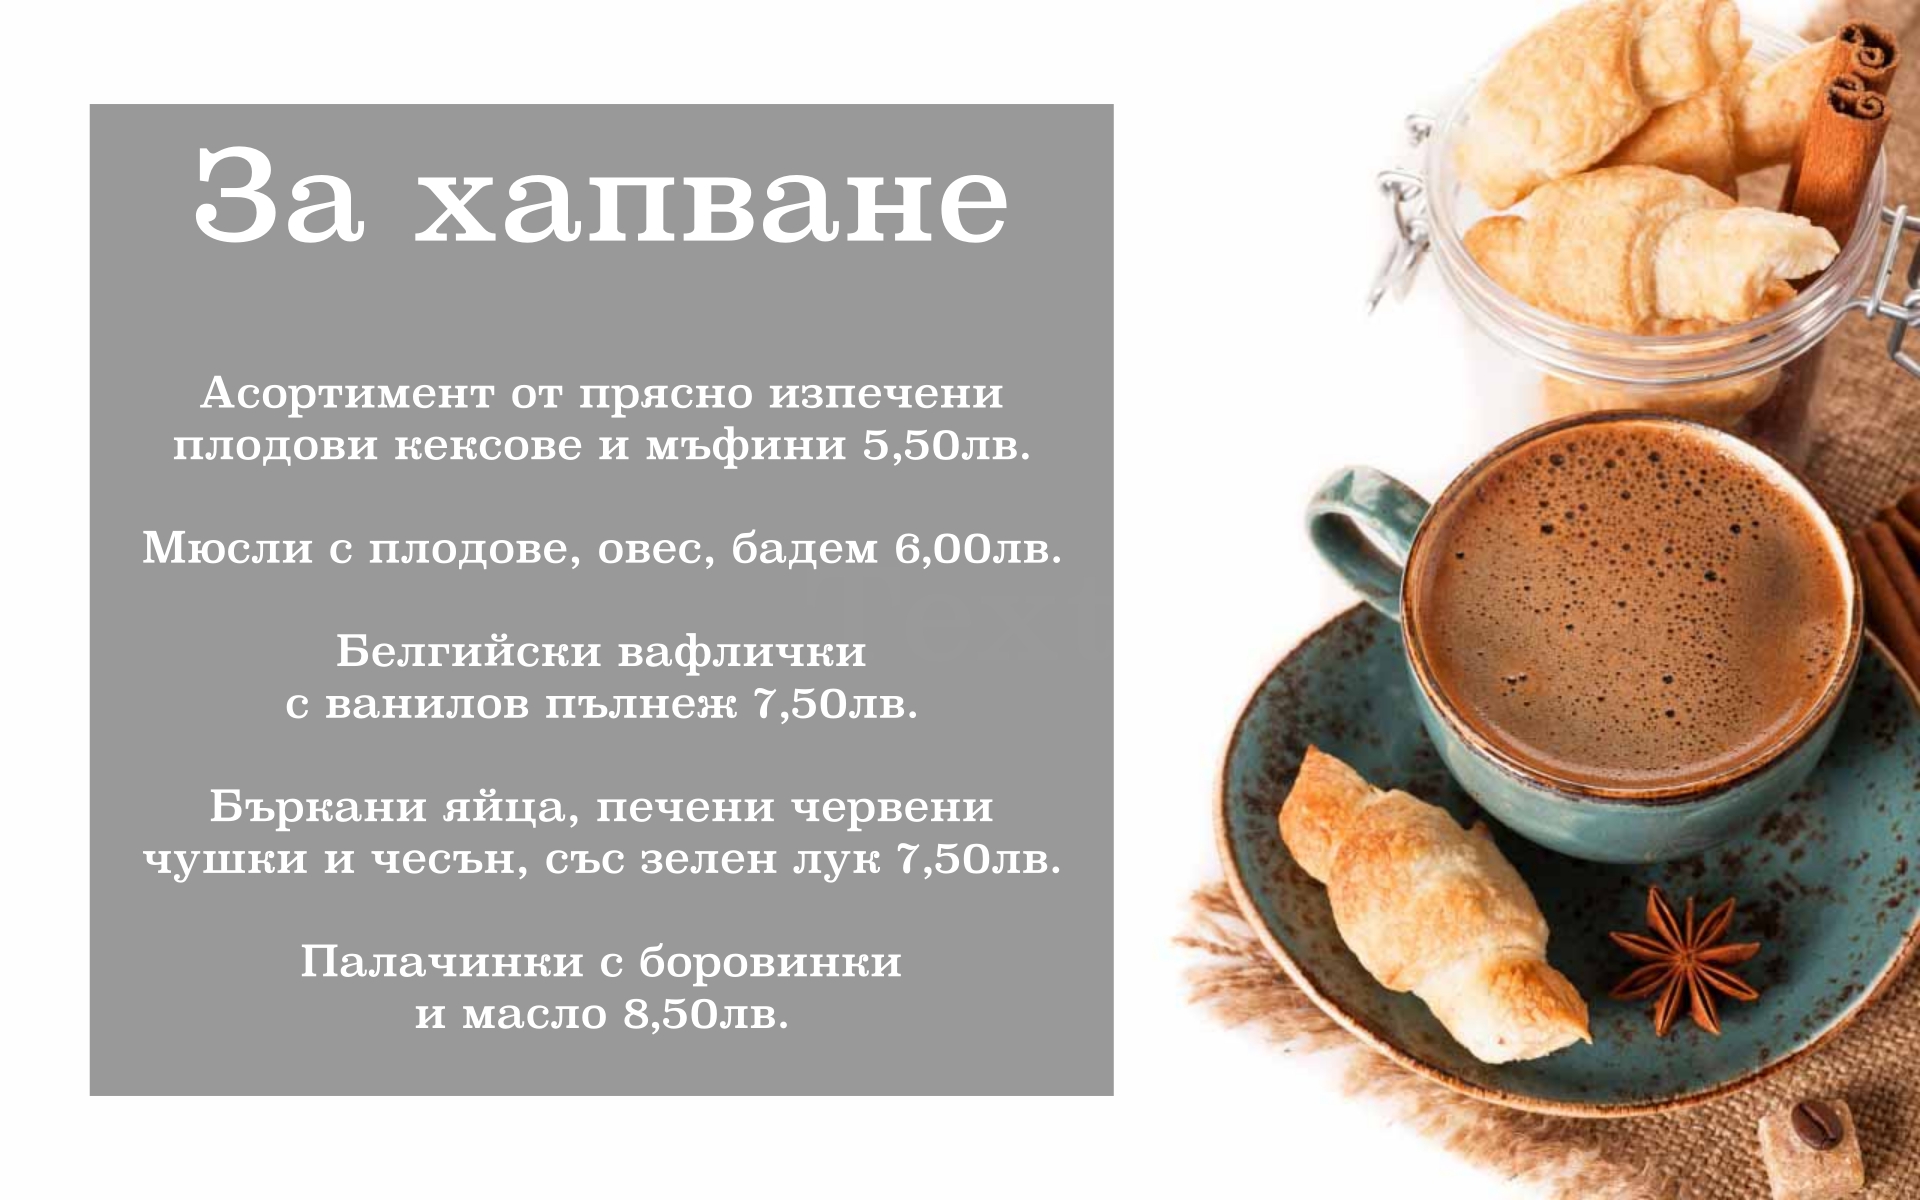 За хапване
Асортимент от прясно изпечени
плодови кексове и мъфини 5,50лв.
Мюсли с плодове, овес, бадем 6,00лв.
Белгийски вафлички
с ванилов пълнеж 7,50лв.
Бъркани яйца, печени червени
чушки и чесън, със зелен лук 7,50лв.
Палачинки с боровинки
и масло 8,50лв.
Text